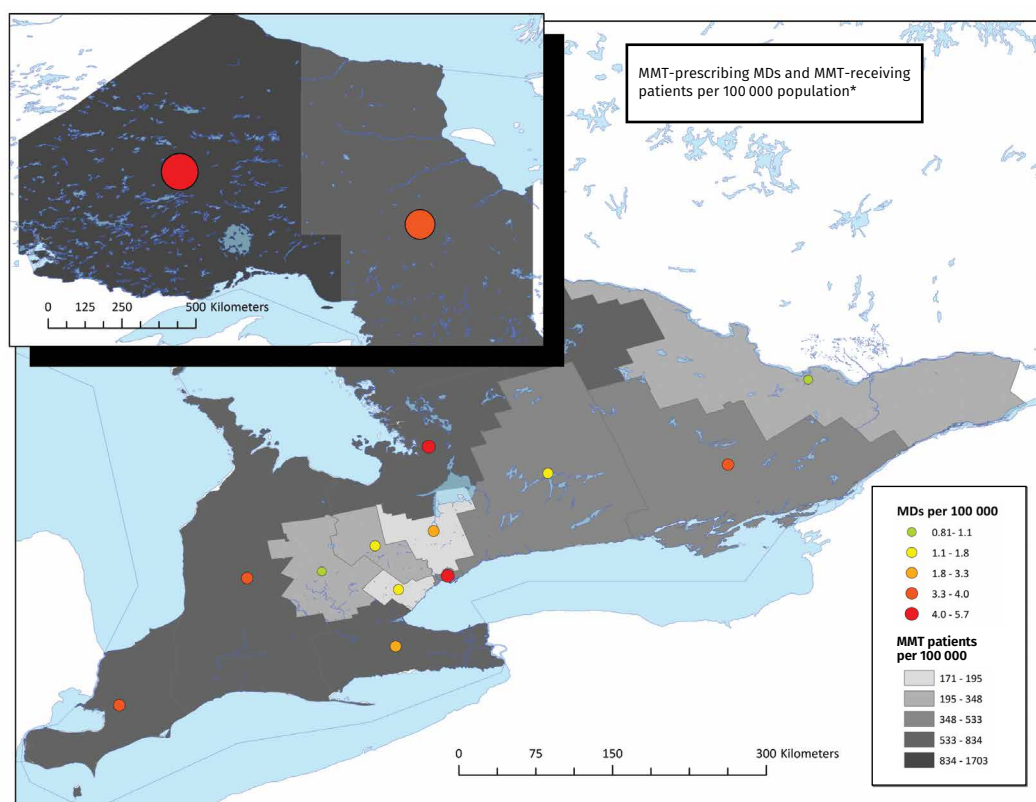 MMT-prescribing MDs and MMT-receiving
patients per 100 000 population*
0 125 250 500 Kilometers
MDs per 100 000
0.81- 1.1
1.1 - 1.8
1.8 - 3.3
3.3 - 4.0
4.0 - 5.7
MMT patients
per 100 000
171 - 195
195 - 348
348 - 533
533 - 834
834 - 1703
0 75 150 300 Kilometers